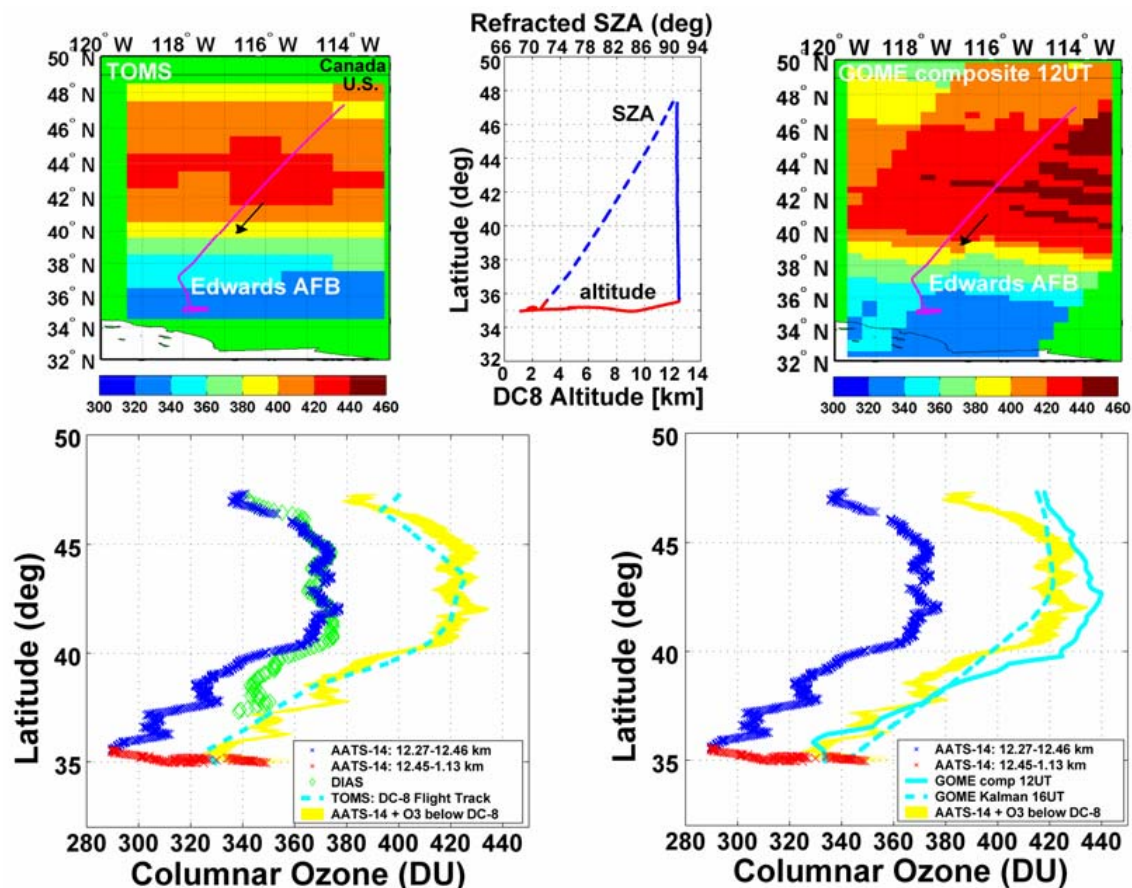 120° W 118° W 116° W 114° W
TOMS
Canada
U.S.
50° N
48° N
46° N
44° N
42° N
40° N
38° N
36° N
34° N
32° N
Edwards AFB
300 320 340 360 380 400 420 440 460
Refracted SZA (deg)
66 70 74 78 82 86 90 94
Latitude (deg)
50
48
46
44
42
40
38
36
34
32
SZA
altitude
0 2 4 6 8 10 12 14
DC8 Altitude [km]
120° W 118° W 116° W 114° W
GOME composite 12UT
50° N
48° N
46° N
44° N
42° N
40° N
38° N
36° N
34° N
32° N
Edwards AFB
300 320 340 360 380 400 420 440 460
Latitude (deg)
50
45
40
35
AATS-14: 12.27-12.46 km
AATS-14: 12.45-1.13 km
DIAS
TOMS: DC-8 Flight Track
AATS-14 + O3 below DC-8
280 300 320 340 360 380 400 420 440
Columnar Ozone (DU)
Latitude (deg)
50
45
40
35
AATS-14: 12.27-12.46 km
AATS-14: 12.45-1.13 km
GOME comp 12UT
GOME Kalman 16UT
AATS-14 + O3 below DC-8
280 300 320 340 360 380 400 420 440
Columnar Ozone (DU)